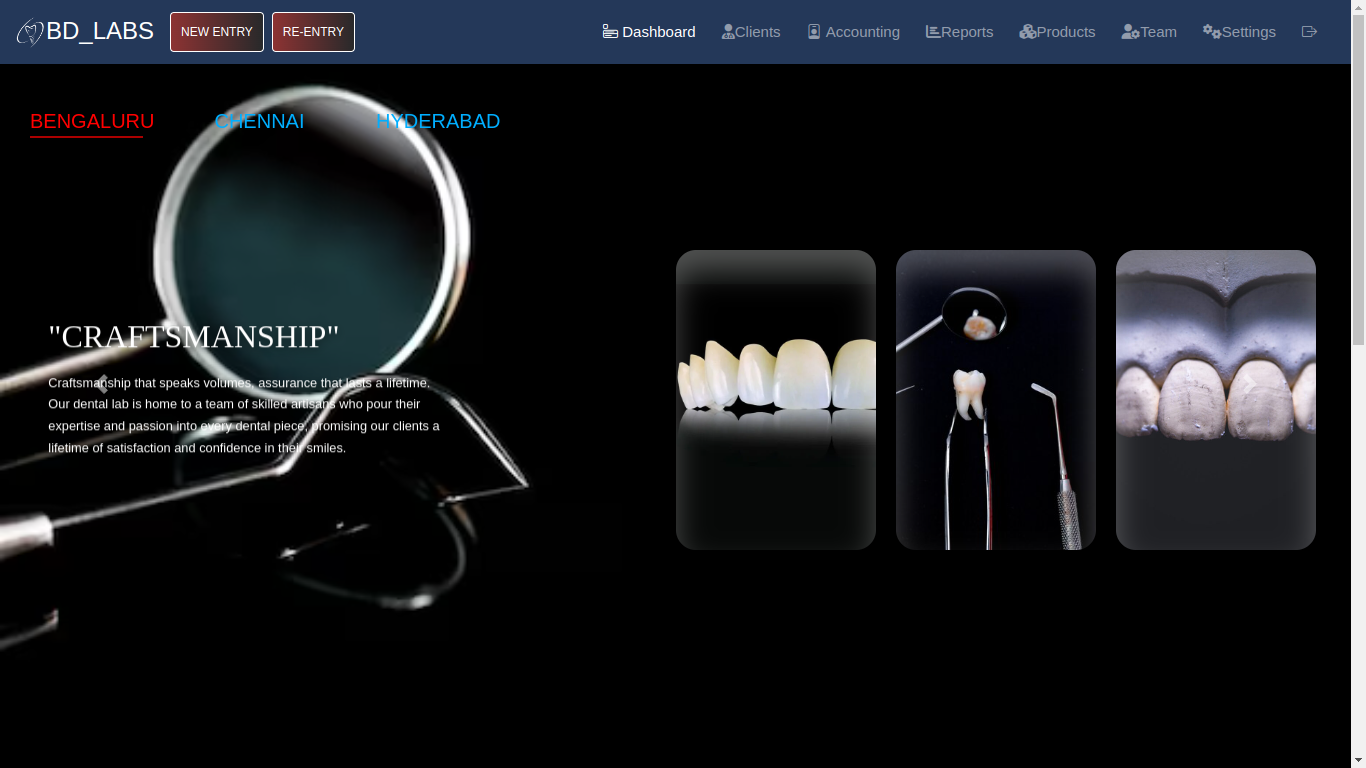 BD_LABS
NEW ENTRY
RE-ENTRY
Dashboard
Clients
Accounting
Reports
Products
Team
Settings
BENGALURU
CHENNAI
HYDERABAD
"CRAFTSMANSHIP"
Craftsmanship that speaks volumes, assurance that lasts a lifetime.
Our dental lab is home to a team of skilled artisans who pour their
expertise and passion into every dental piece, promising our clients a
lifetime of satisfaction and confidence in their smiles.